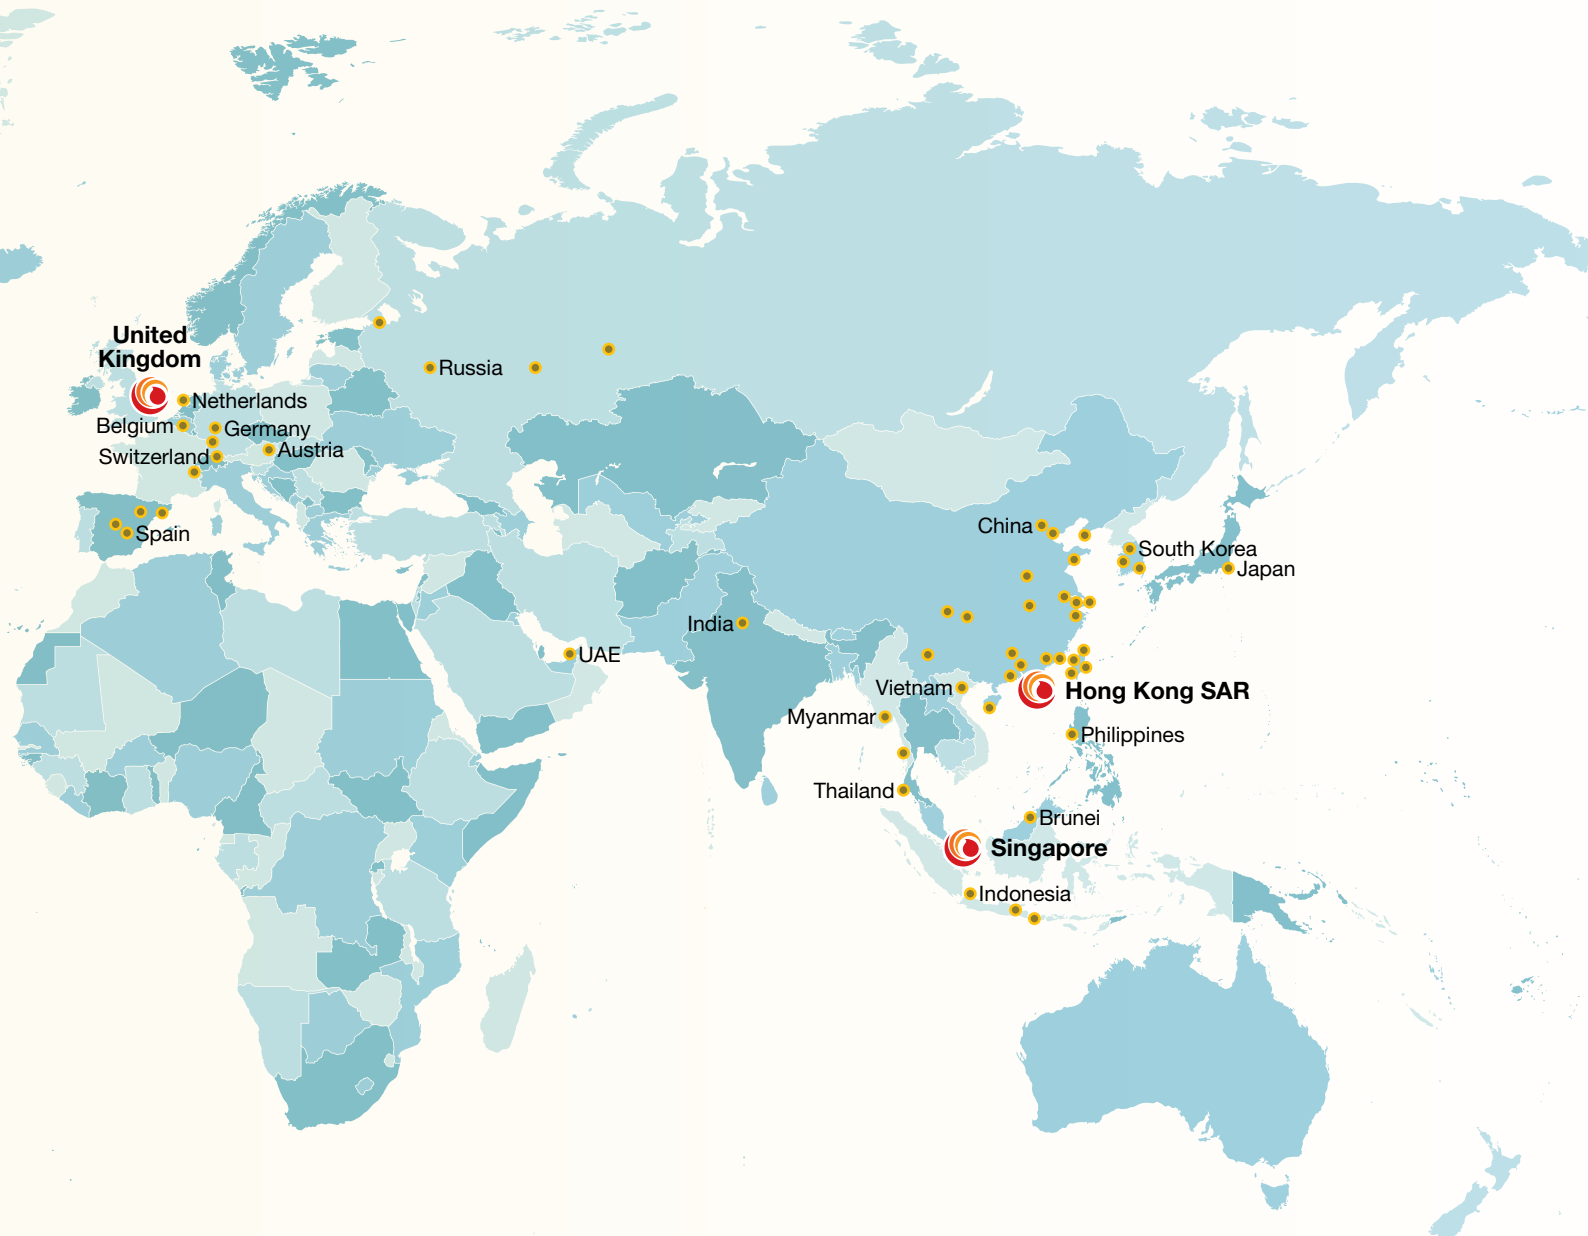 United
Kingdom
Russia
Netherlands
Belgium
Germany
Austria
Switzerland
Spain
China
South Korea
Japan
India
UAE
Vietnam
Hong Kong SAR
Myanmar
Philippines
Thailand
Brunei
Singapore
Indonesia